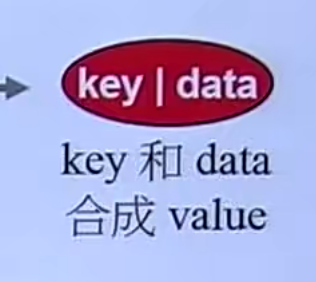 key | data
key 和 data
合成 value